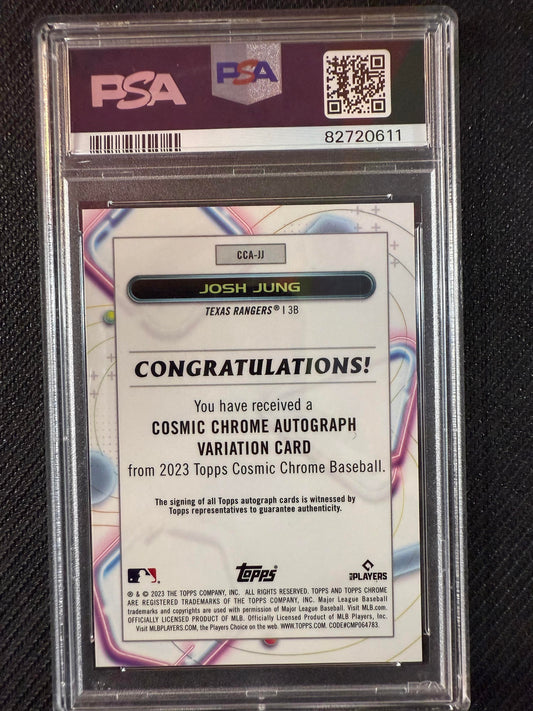 PSA
PSA
82720611
CCA-JJ
JOSH JUNG
TEXAS RANGERS® | 3B
CONGRATULATIONS!
You have received a
COSMIC CHROME AUTOGRAPH
VARIATION CARD
from 2023 Topps Cosmic Chrome Baseball.
The signing of all Topps autograph cards is witnessed by
Topps representatives to guarantee authenticity.
topps
MLB PLAYERS
® & © 2023 THE TOPPS COMPANY, INC. ALL RIGHTS RESERVED. TOPPS AND TOPPS CHROME
ARE REGISTERED TRADEMARKS OF THE TOPPS COMPANY, INC. Major League Baseball
trademarks and copyrights are used with permission of Major League Baseball. Visit MLB.com.
OFFICIALLY LICENSED PRODUCT OF MLB. Officially Licensed Product of MLB Players, Inc.
Visit MLBPLAYERS.com, the Players Choice on the web. WWW.TOPPS.COM. CODE#CMP064783.